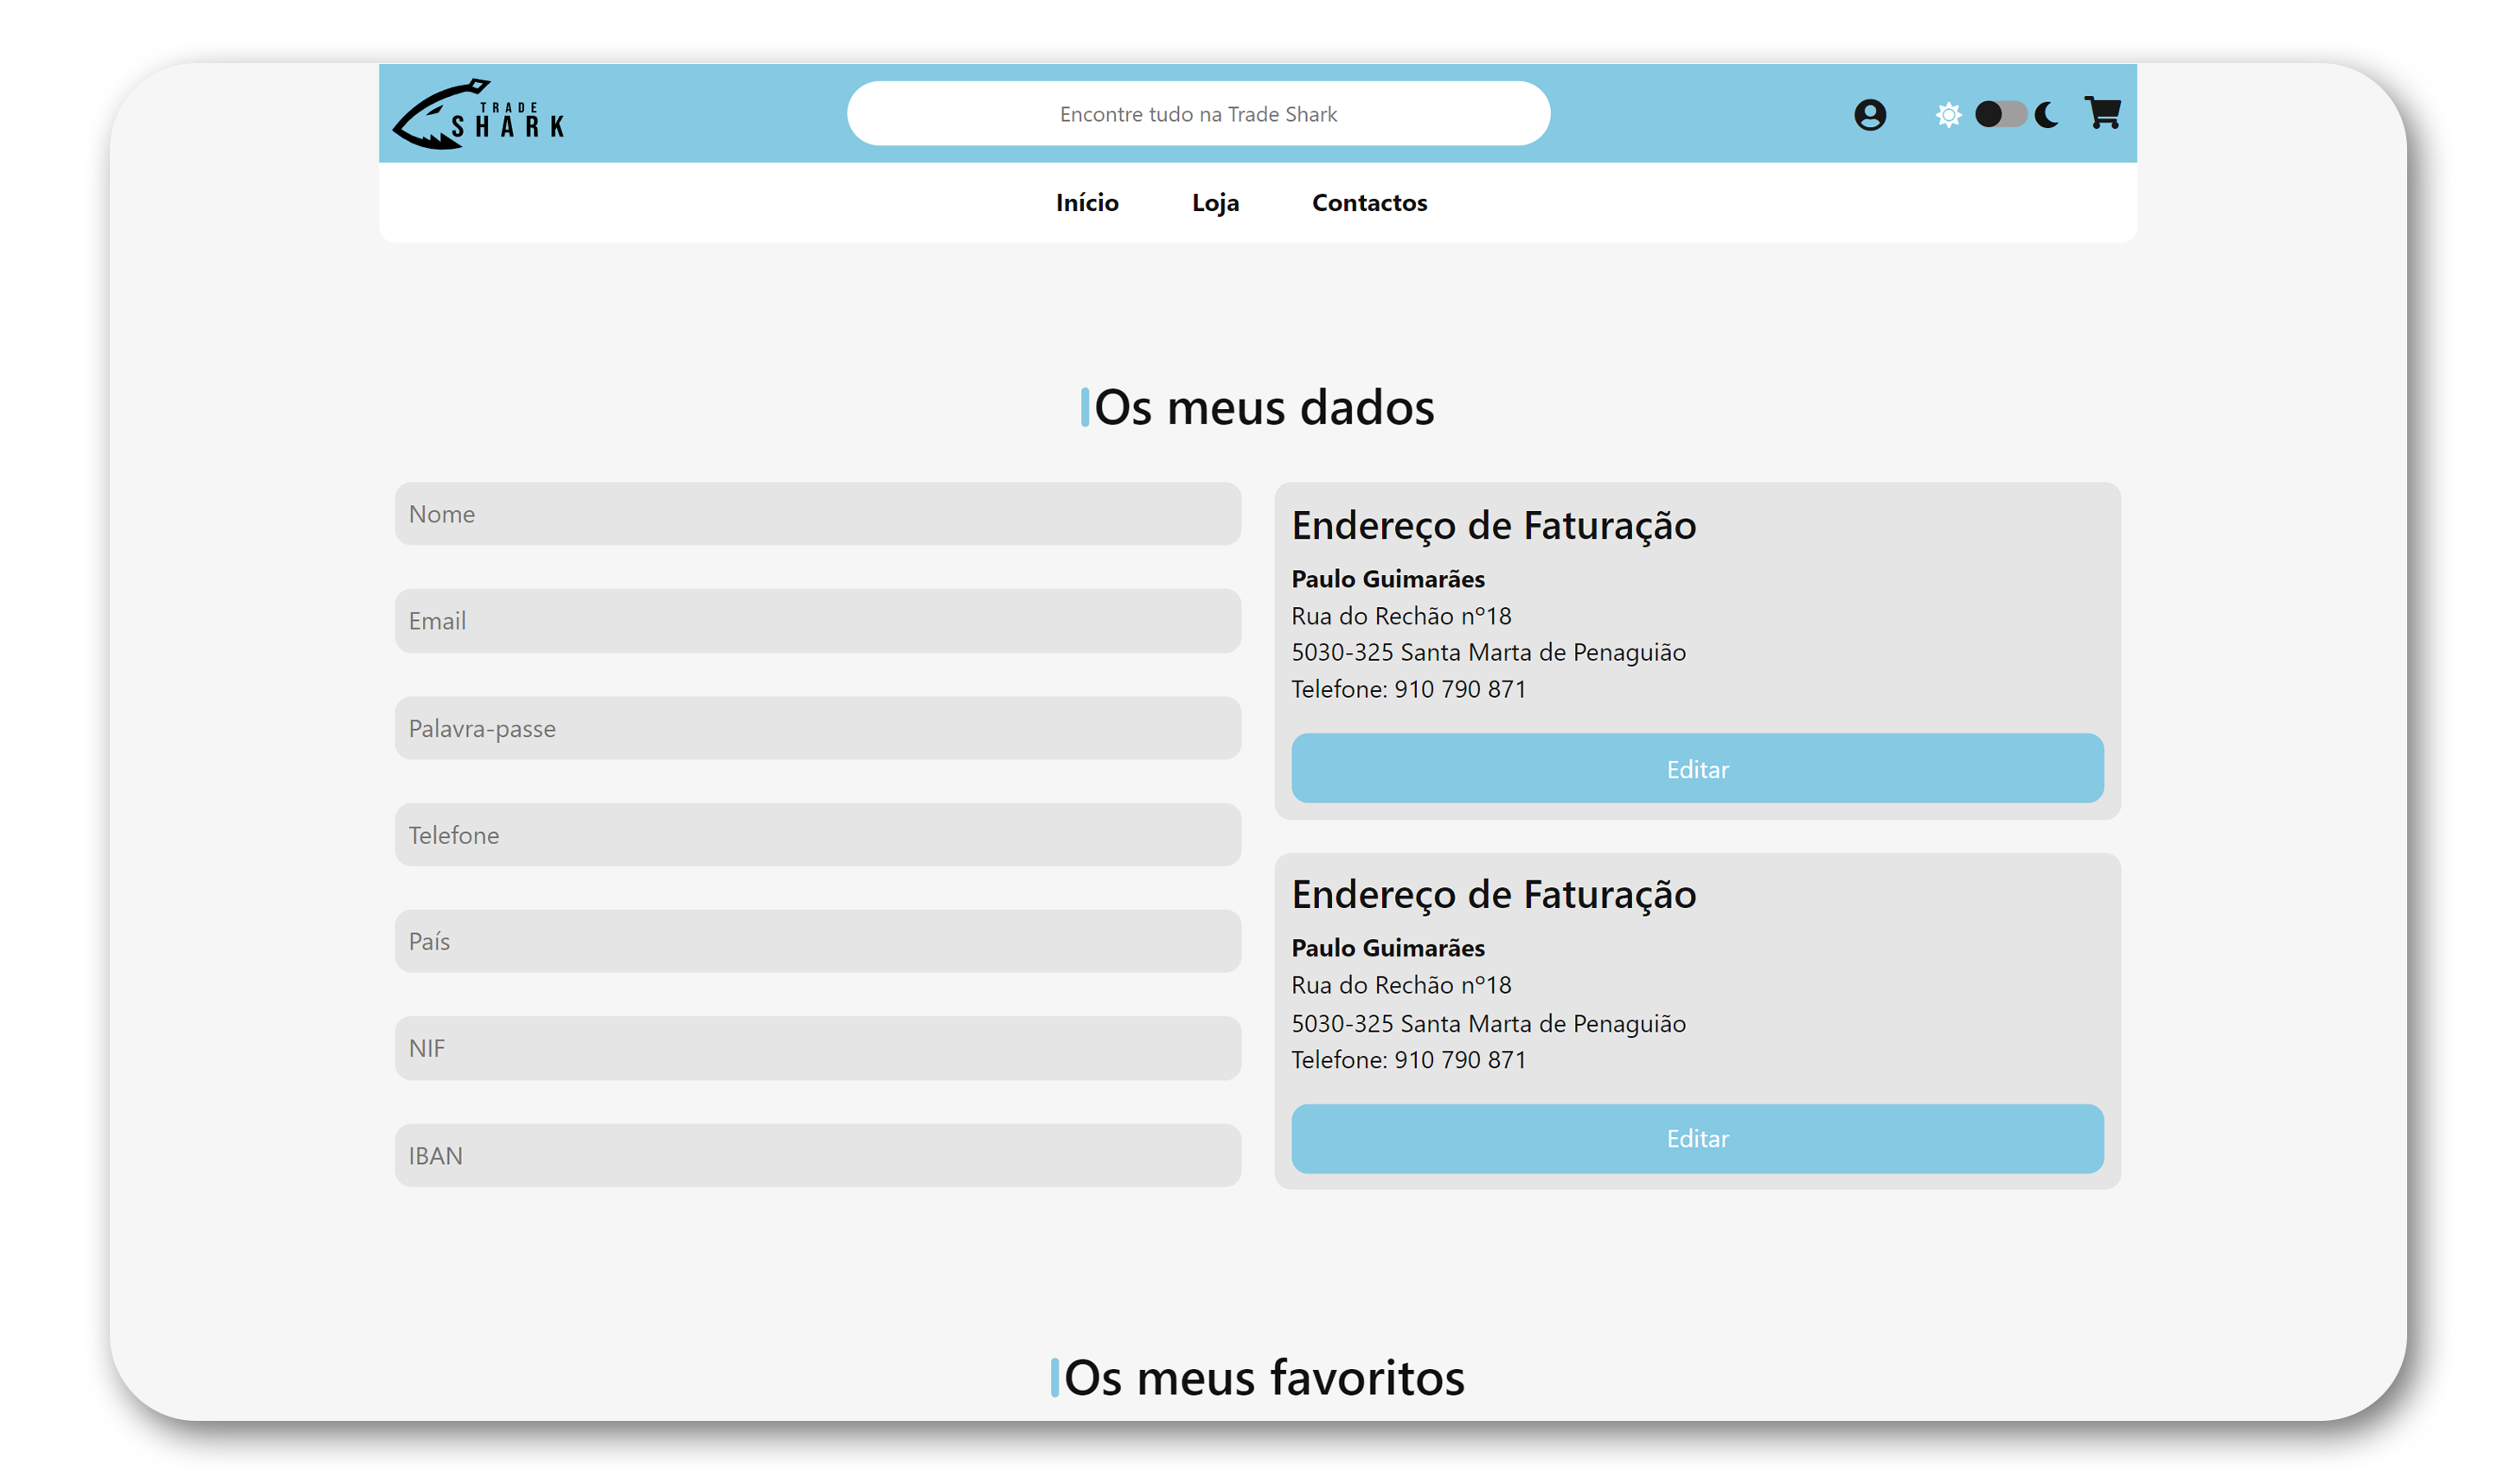 TRADE
SHARK
Encontre tudo na Trade Shark
Início
Loja
Contactos
Os meus dados
Nome
Email
Palavra-passe
Telefone
País
NIF
IBAN
Endereço de Faturação
Paulo Guimarães
Rua do Rechão nº18
5030-325 Santa Marta de Penaguião
Telefone: 910 790 871
Editar
Endereço de Faturação
Paulo Guimarães
Rua do Rechão nº18
5030-325 Santa Marta de Penaguião
Telefone: 910 790 871
Editar
Os meus favoritos